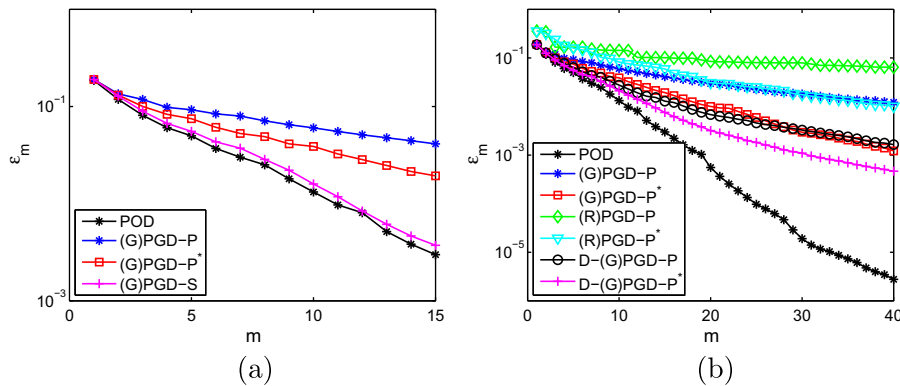 10⁻¹
10⁻³
ε_m
0 5 10 15
m
POD
(G)PGD−P
(G)PGD−P*
(G)PGD−S
(a)
10⁻¹
10⁻³
10⁻⁵
ε_m
0 10 20 30 40
m
POD
(G)PGD−P
(G)PGD−P*
(R)PGD−P
(R)PGD−P*
D−(G)PGD−P
D−(G)PGD−P*
(b)